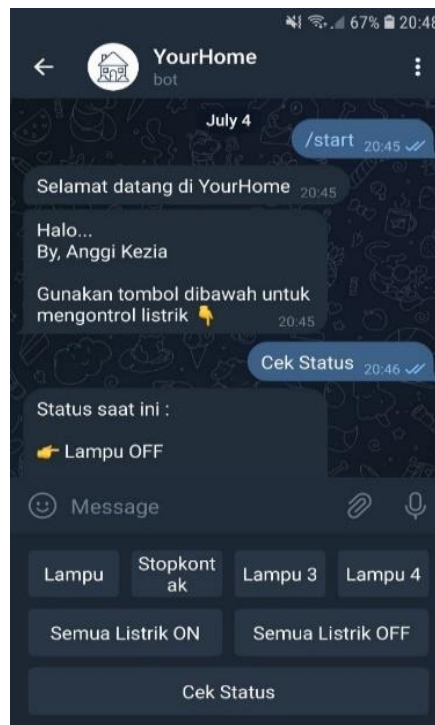 67% 20:48
YourHome
bot
July 4
/start 20:45
Selamat datang di YourHome 20:45
Halo...
By, Anggi Kezia
Gunakan tombol dibawah untuk
mengontrol listrik 👇 20:45
Cek Status 20:46
Status saat ini :
👉 Lampu OFF
Message
Lampu
Stopkont
ak
Lampu 3
Lampu 4
Semua Listrik ON
Semua Listrik OFF
Cek Status